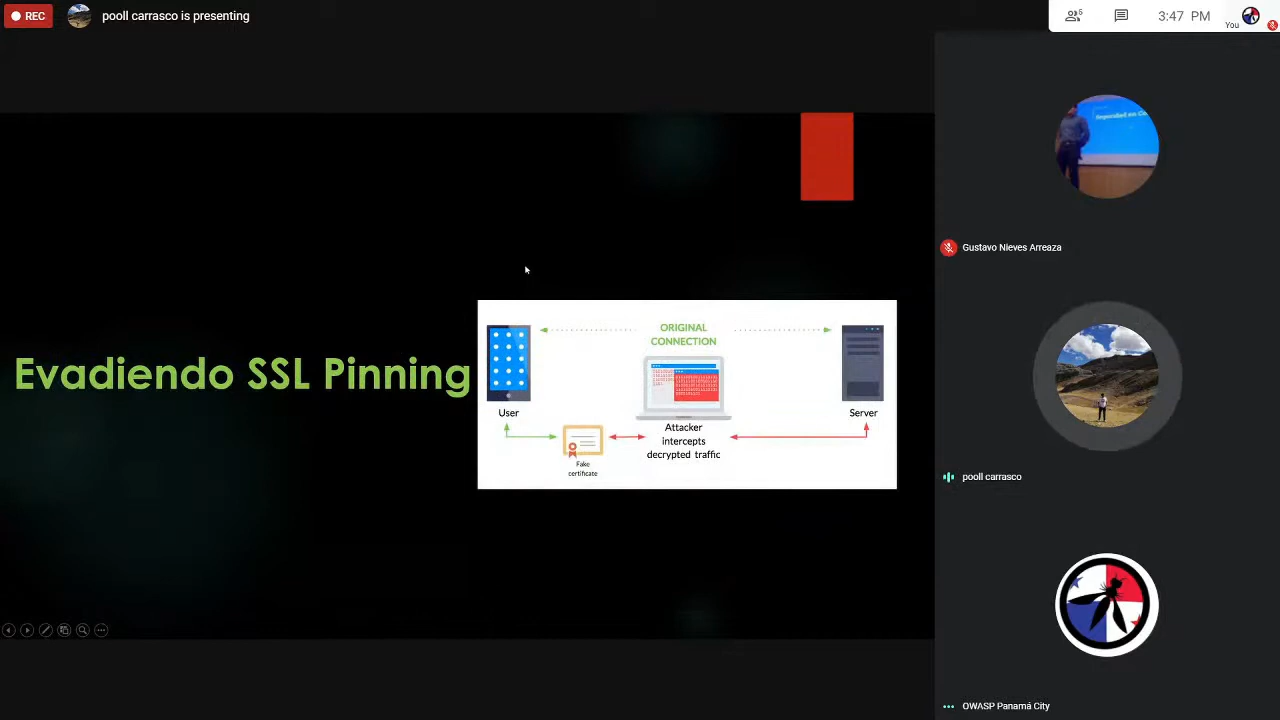 REC
pooll carrasco is presenting
6
3:47 PM
You
Evadiendo SSL Pinning
ORIGINAL
CONNECTION
User
Server
Attacker
intercepts
decrypted traffic
Fake
certificate
Gustavo Nieves Arreaza
pooll carrasco
OWASP Panamá City